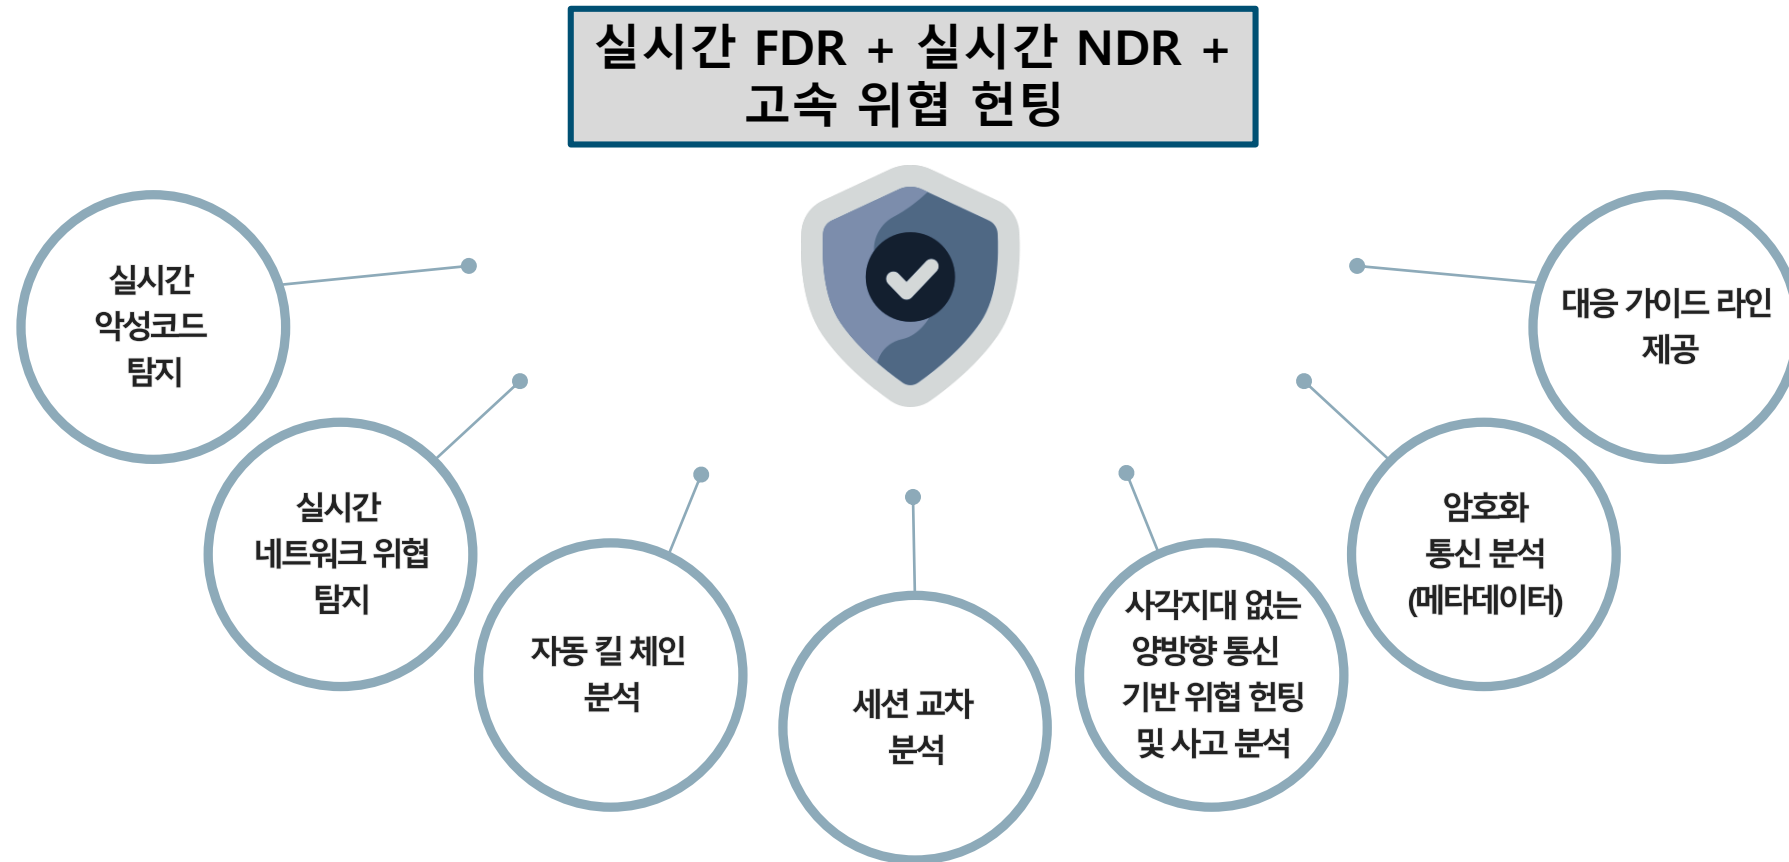 실시간 FDR + 실시간 NDR +
고속 위협 헌팅
실시간
악성코드
탐지
실시간
네트워크 위협
탐지
자동 킬 체인
분석
세션 교차
분석
사각지대 없는
양방향 통신
기반 위협 헌팅
및 사고 분석
암호화
통신 분석
(메타데이터)
대응 가이드 라인
제공